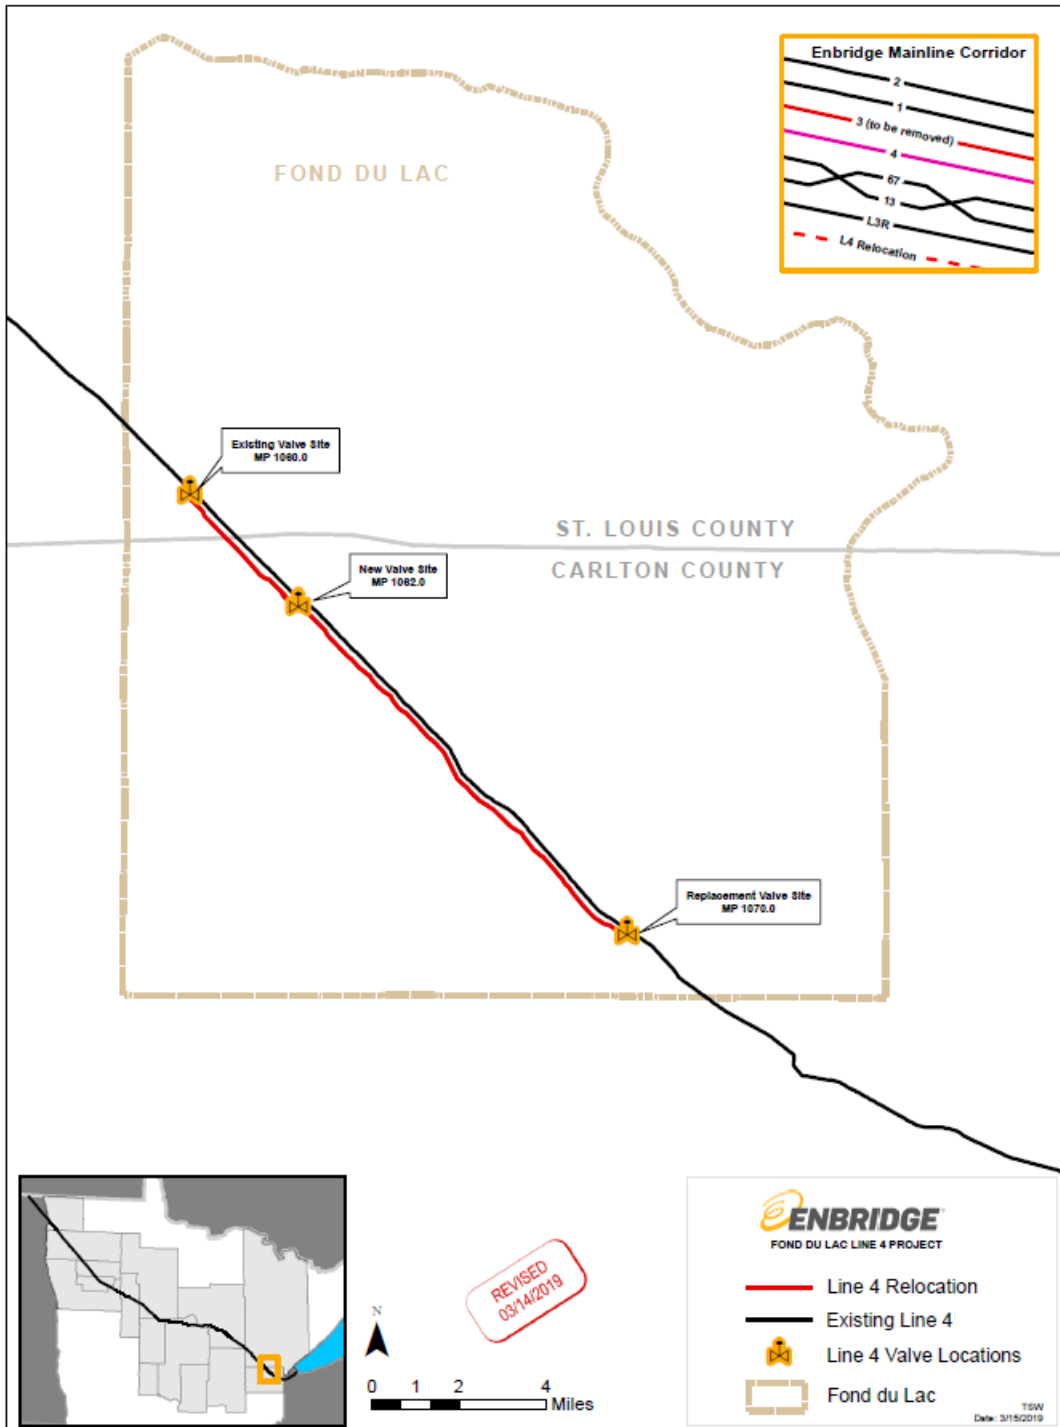 Enbridge Mainline Corridor
2
1
3 (to be removed)
4
67
13
L3R
L4 Relocation
FOND DU LAC
Existing Valve Site
MP 1060.0
ST. LOUIS COUNTY
CARLTON COUNTY
New Valve Site
MP 1062.0
Replacement Valve Site
MP 1070.0
REVISED
03/14/2019
N
0 1 2 4
Miles
ENBRIDGE
FOND DU LAC LINE 4 PROJECT
Line 4 Relocation
Existing Line 4
Line 4 Valve Locations
Fond du Lac
TSW
Date: 3/15/2019